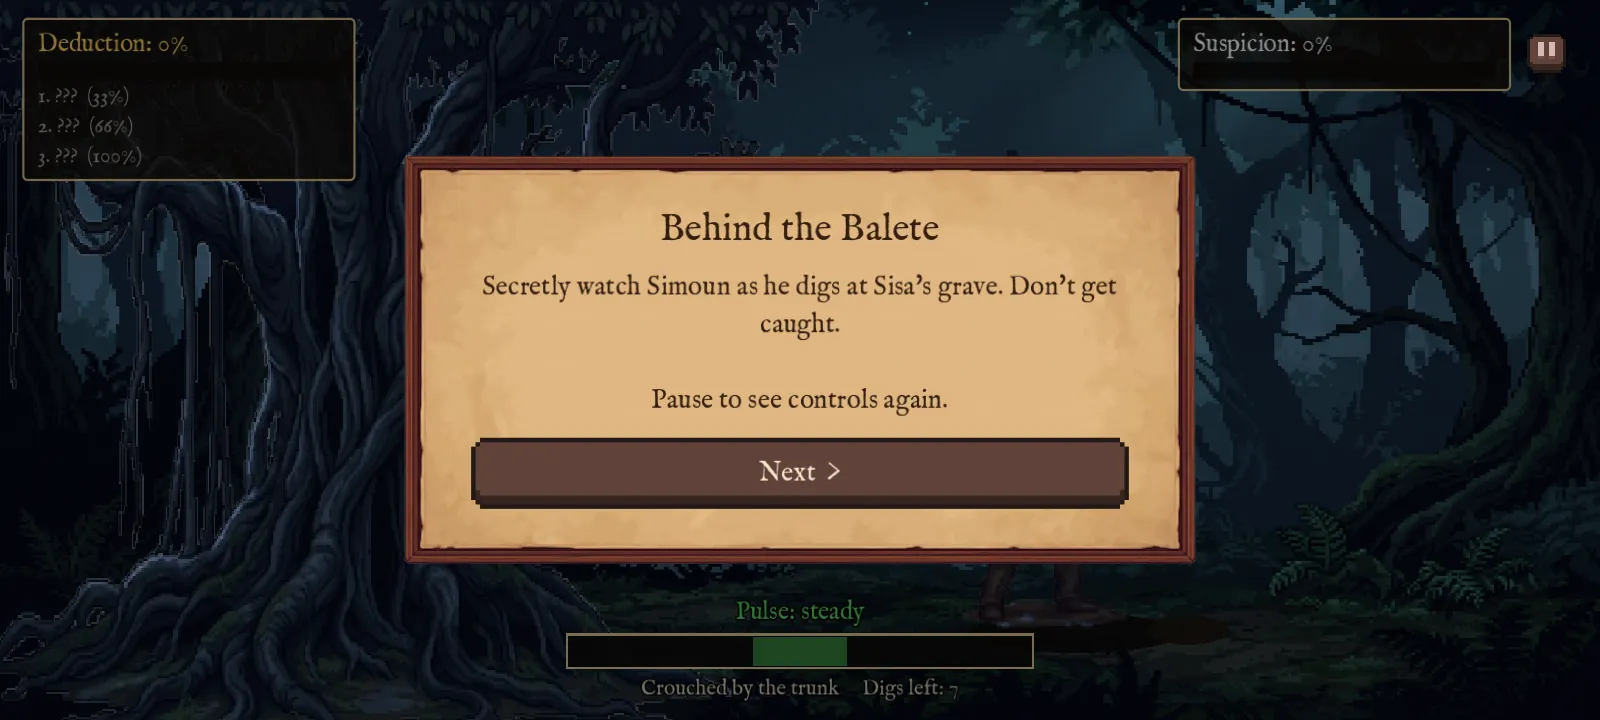 Deduction: 0%
1. ??? (33%)
2. ??? (66%)
3. ??? (100%)
Suspicion: 0%
Behind the Balete
Secretly watch Simoun as he digs at Sisa's grave. Don't get
caught.
Pause to see controls again.
Next >
Pulse: steady
Crouched by the trunk Digs left: 7